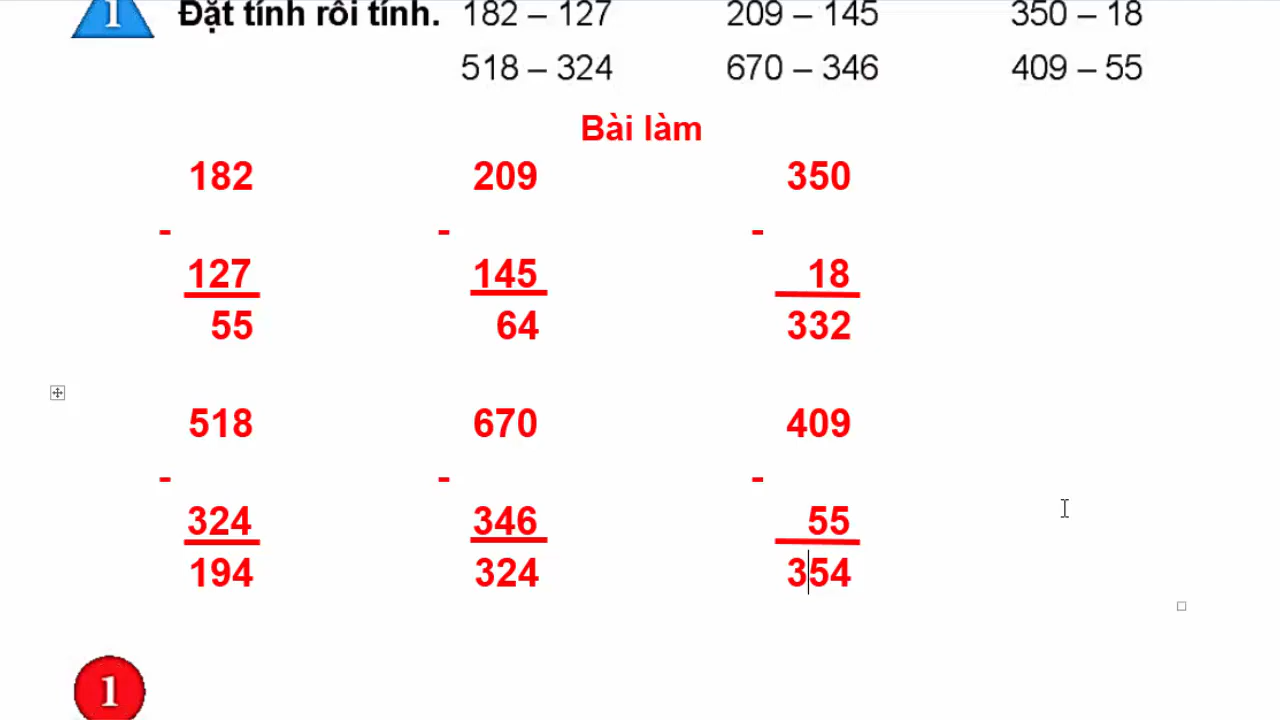 1 Đặt tính rồi tính. 182 – 127 209 – 145 350 – 18
518 – 324 670 – 346 409 – 55
Bài làm
182 209 350
- - -
127 145 18
55 64 332
518 670 409
- - -
324 346 55
194 324 354
1